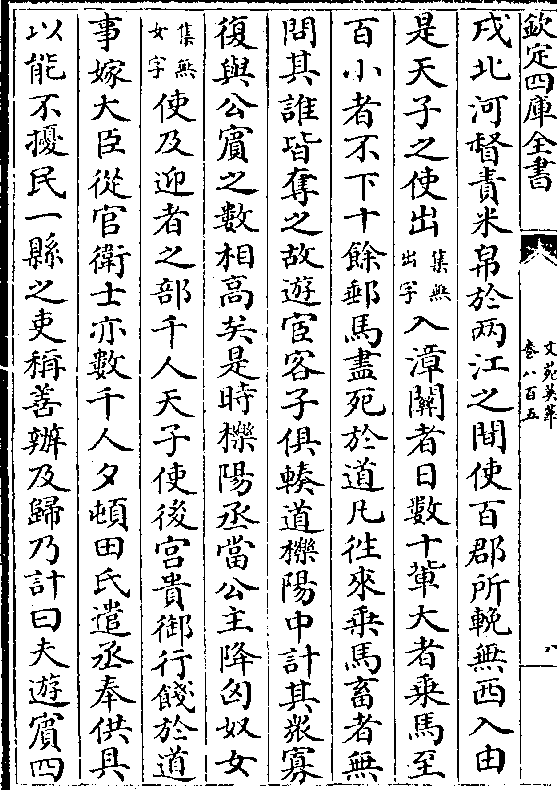 欽定四庫全書
文苑英華
卷八百五
八
戍北河督責米帛於兩江之間使百郡所輓無西入由
是天子之使出集無出字入漳關者日數十輩大者乘馬至
百小者不下十餘郵馬盡死於道凡徃來乘馬畜者無
問其誰皆奪之故遊宦客子俱輳道櫟陽中計其衆寡
復與公賔之數相高矣是時櫟陽丞當公主降匈奴女
集無女字使及迎者之部千人天子使後宮貴御行餞於道
事嫁大臣從官衛士亦數千人夕頓田氏遣丞奉供具
以能不擾民一縣之吏稱善辦及歸乃計曰夫遊賔四